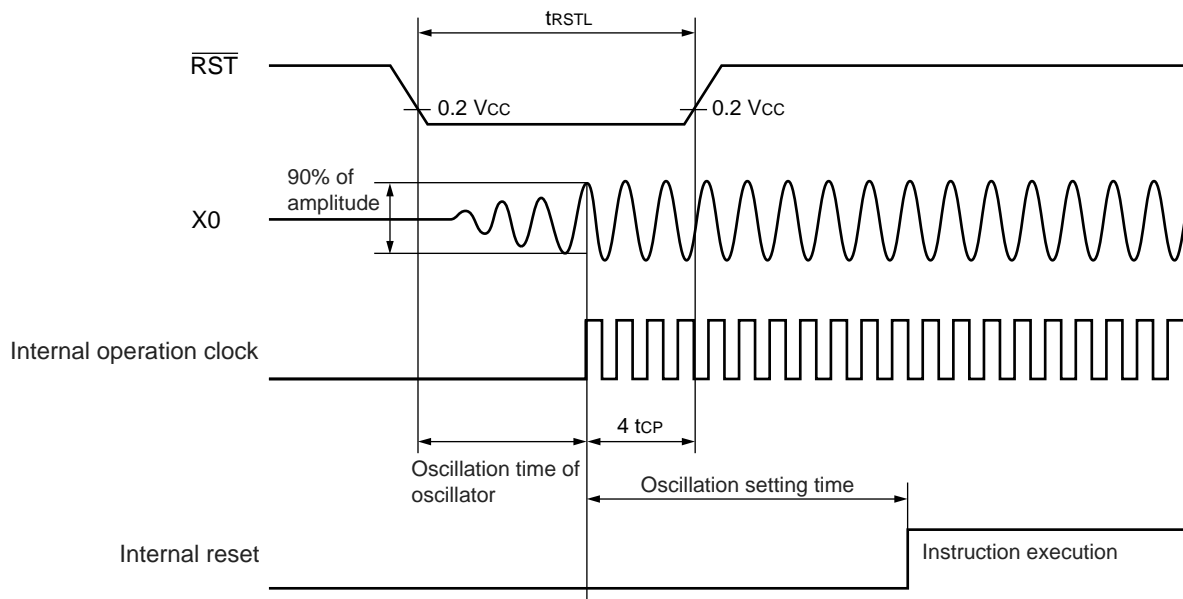 tRSTL
RST
0.2 VCC
0.2 VCC
90% of
amplitude
X0
Internal operation clock
4 tCP
Oscillation time of
oscillator
Oscillation setting time
Internal reset
Instruction execution